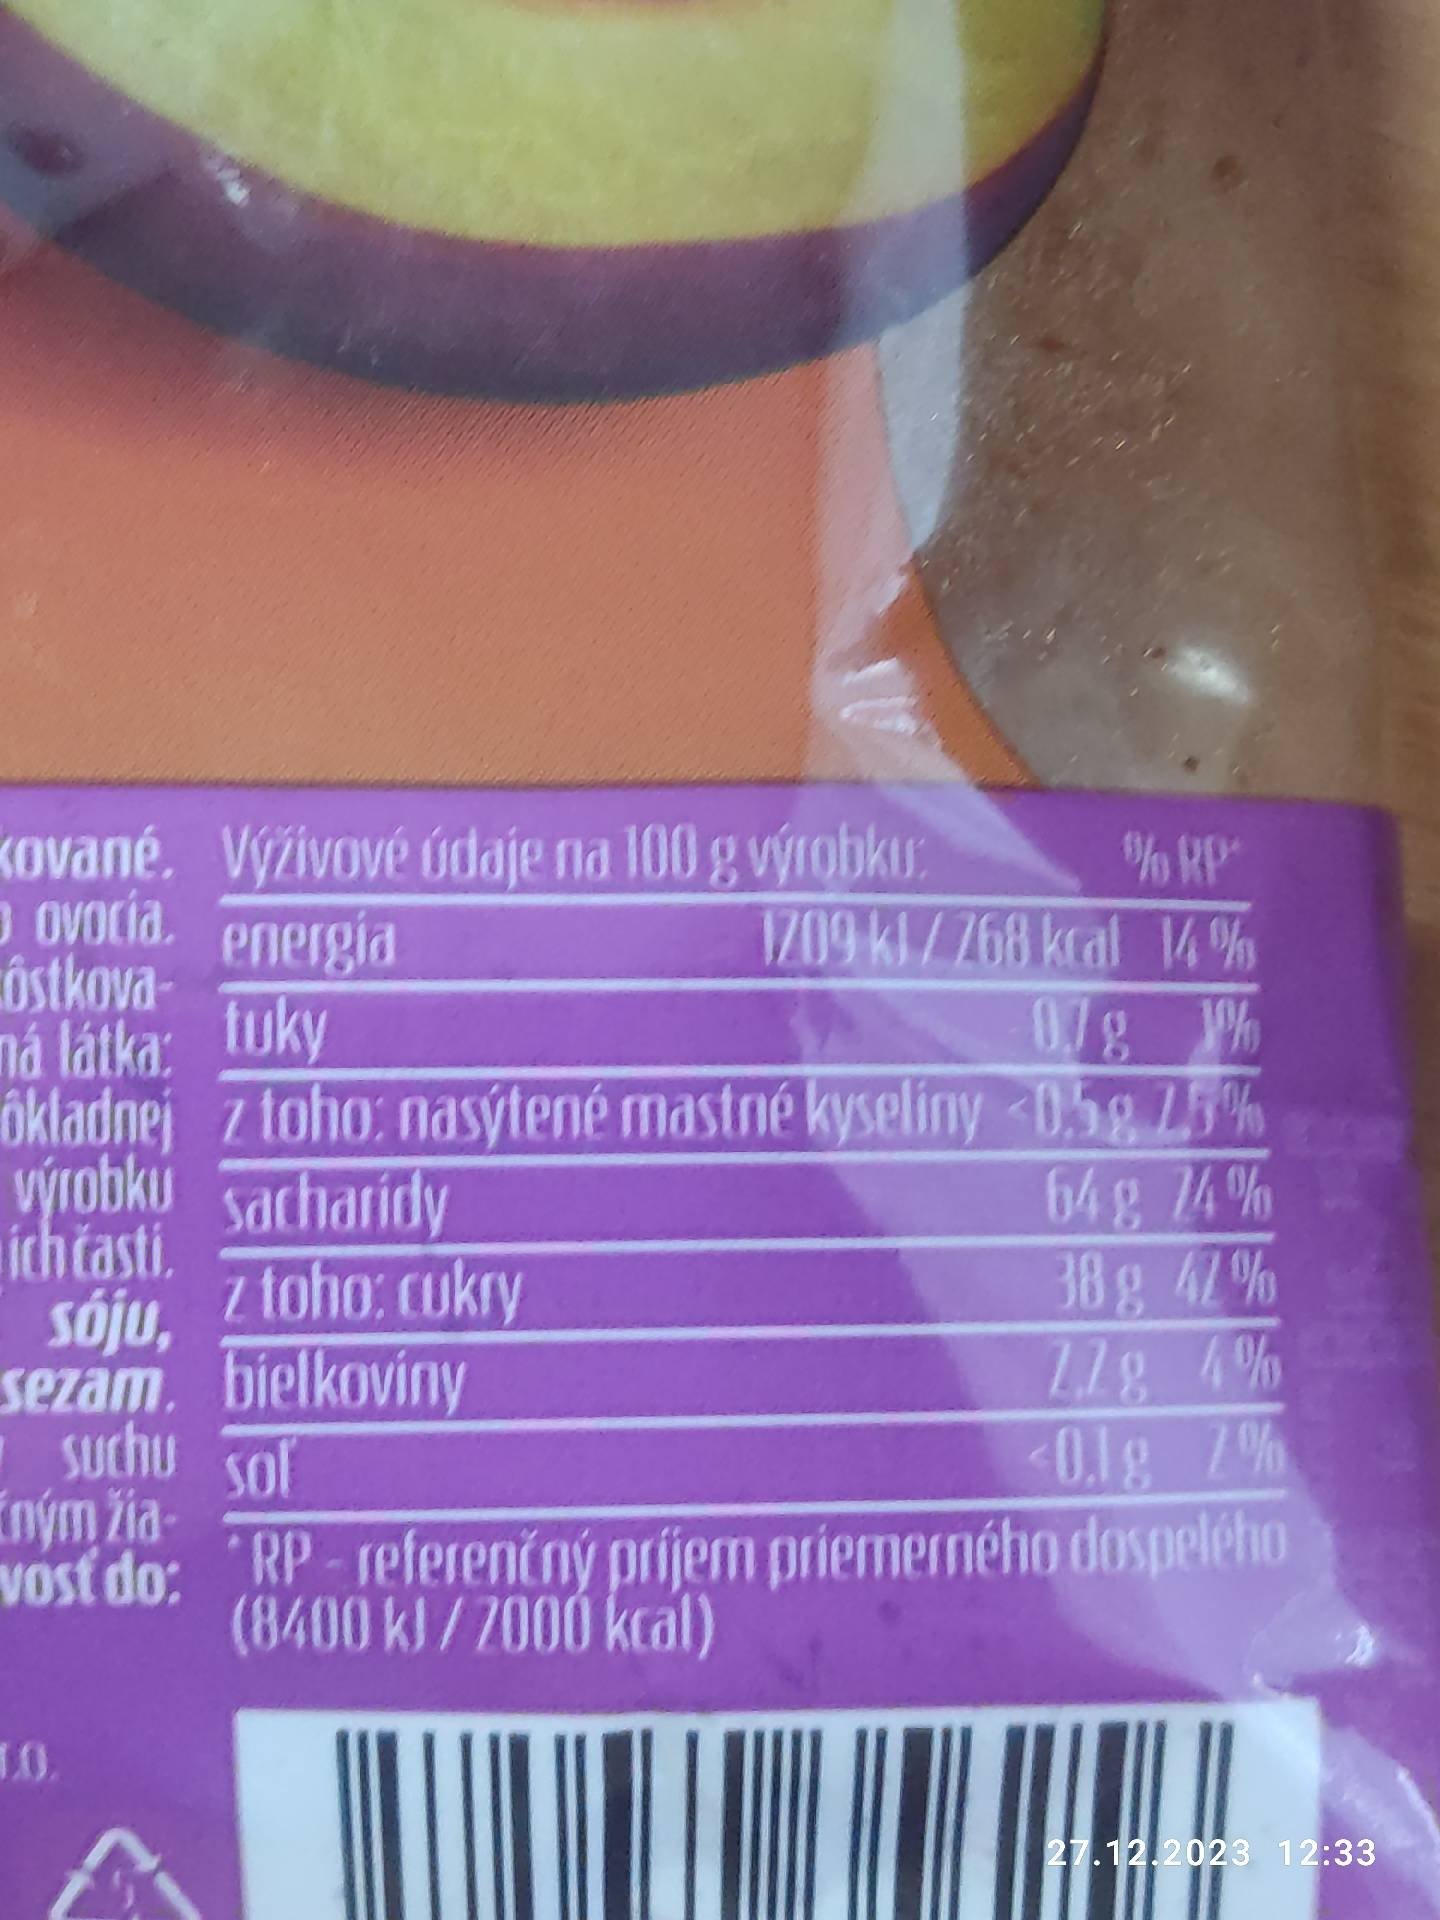 kované.
ovocia.
ôstkova-
ná látka:
ôkladnej
výrobku
ich časti.
sóju,
sezam.
suchu
čným žia-
vosť do:
r.o.
Výživové údaje na 100 g výrobku: % RP*
energia 1209 kJ / 268 kcal 14 %
tuky 0,7 g 1%
z toho: nasýtené mastné kyseliny <0,5 g 2,5 %
sacharidy 64 g 24 %
z toho: cukry 38 g 42 %
bielkoviny 2,2 g 4 %
soľ <0,1 g 2 %
*RP - referenčný príjem priemerného dospelého
(8400 kJ / 2000 kcal)
27.12.2023 12:33